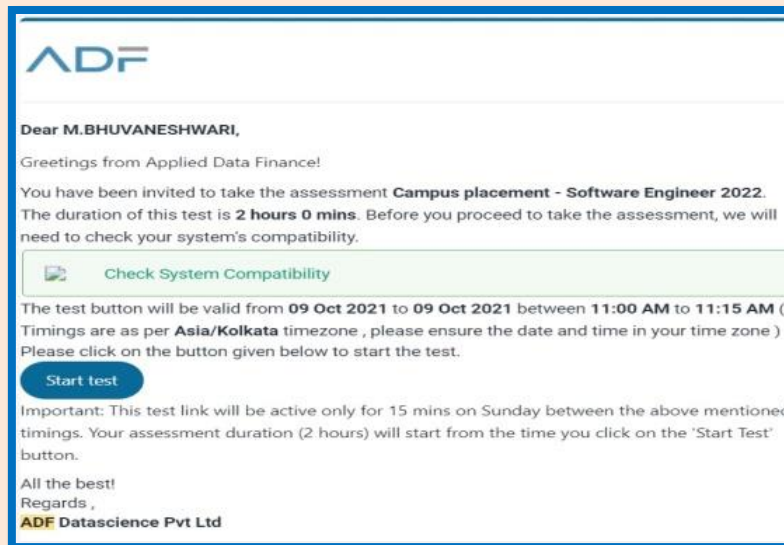 ADF
Dear M.BHUVANESHWARI,
Greetings from Applied Data Finance!
You have been invited to take the assessment Campus placement - Software Engineer 2022.
The duration of this test is 2 hours 0 mins. Before you proceed to take the assessment, we will
need to check your system's compatibility.
Check System Compatibility
The test button will be valid from 09 Oct 2021 to 09 Oct 2021 between 11:00 AM to 11:15 AM (
Timings are as per Asia/Kolkata timezone , please ensure the date and time in your time zone )
Please click on the button given below to start the test.
Start test
Important: This test link will be active only for 15 mins on Sunday between the above mentioned
timings. Your assessment duration (2 hours) will start from the time you click on the 'Start Test'
button.
All the best!
Regards ,
ADF Datascience Pvt Ltd